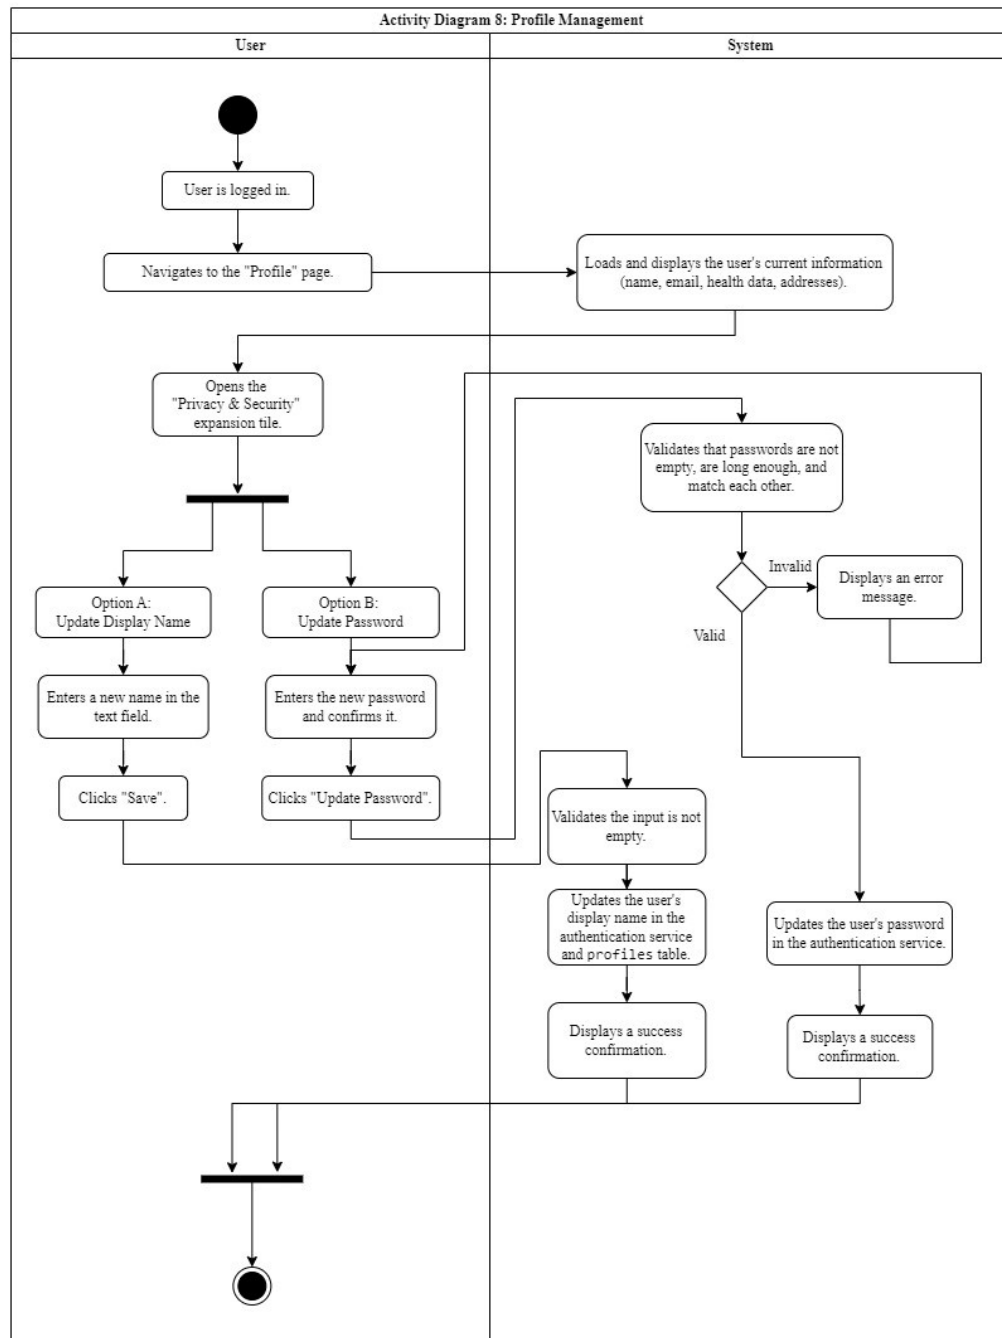 Activity Diagram 8: Profile Management
User
System
User is logged in.
Navigates to the "Profile" page.
Loads and displays the user's current information
(name, email, health data, addresses).
Opens the
"Privacy & Security"
expansion tile.
Validates that passwords are not
empty, are long enough, and
match each other.
Invalid
Displays an error
message.
Valid
Option A:
Update Display Name
Option B:
Update Password
Enters a new name in the
text field.
Enters the new password
and confirms it.
Clicks "Save".
Clicks "Update Password".
Validates the input is not
empty.
Updates the user's
display name in the
authentication service
and profiles table.
Updates the user's password
in the authentication service.
Displays a success
confirmation.
Displays a success
confirmation.